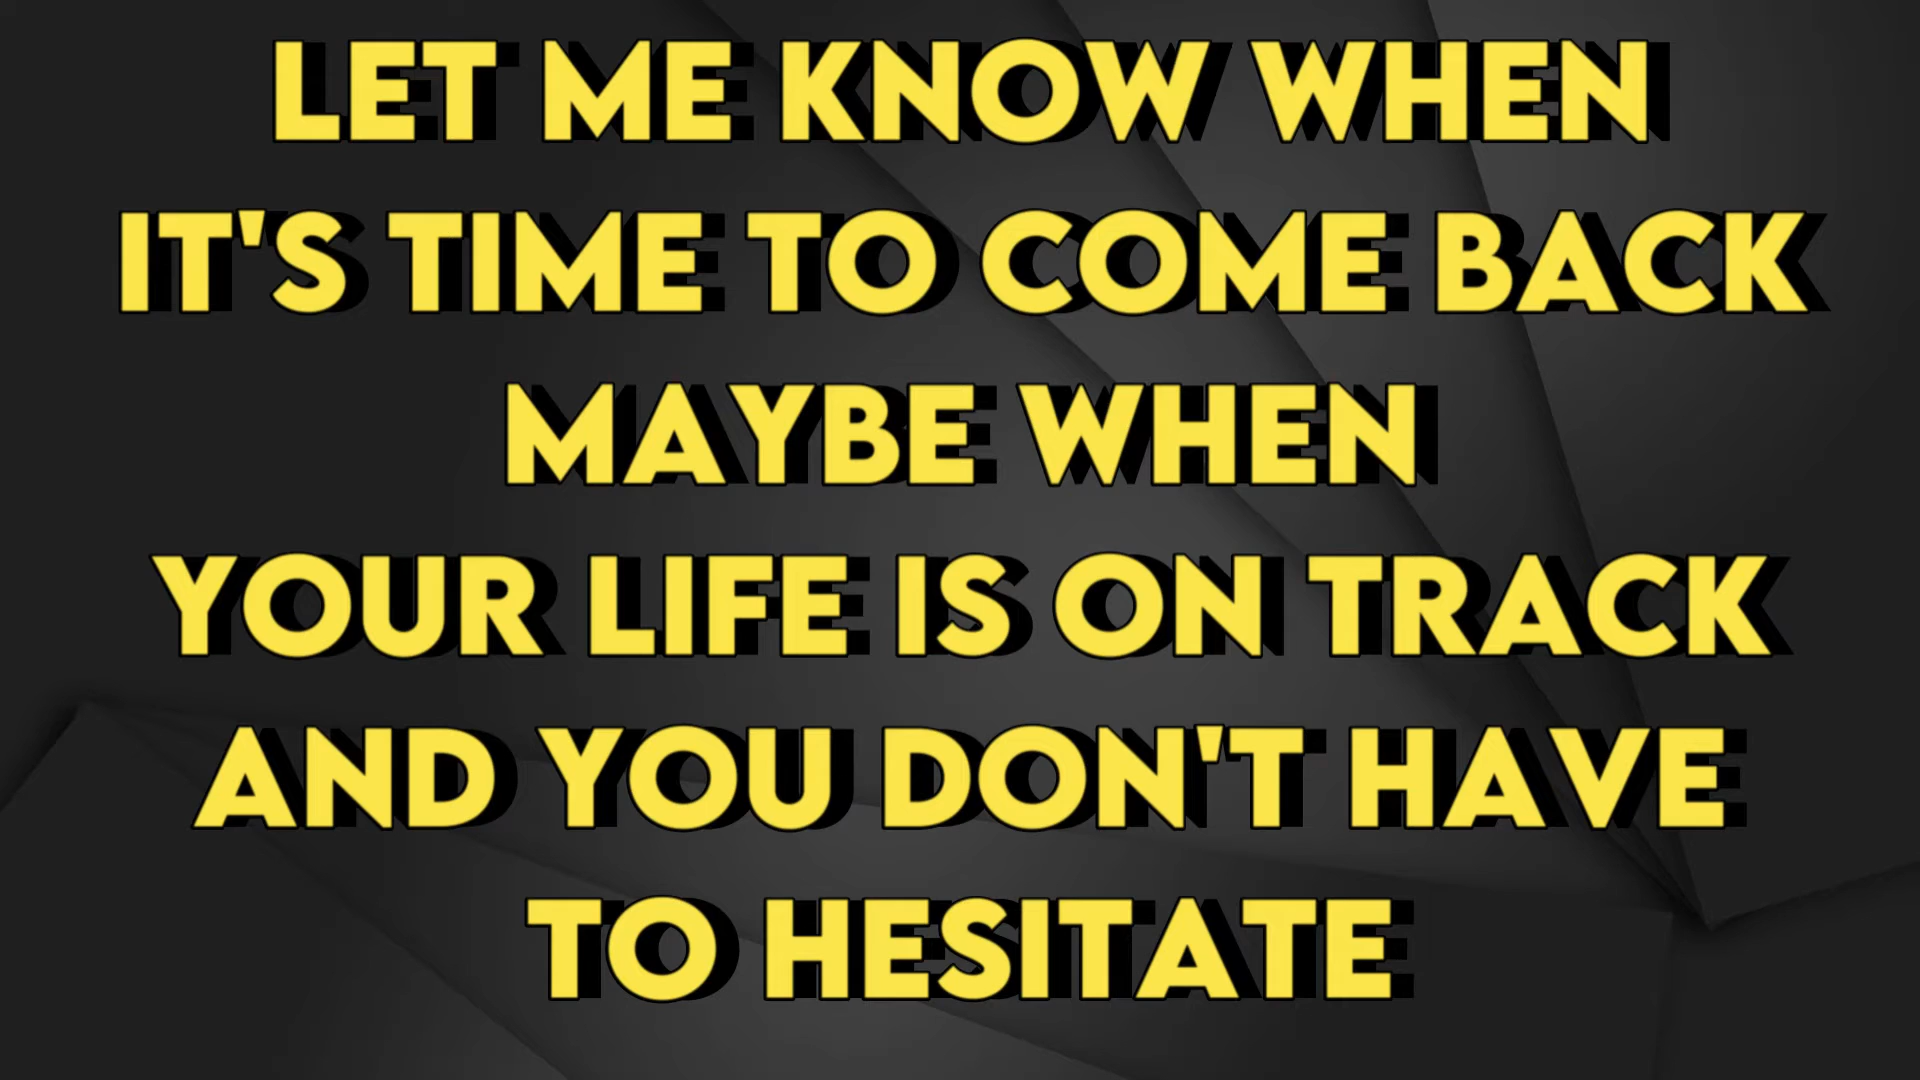 LET ME KNOW WHEN
IT'S TIME TO COME BACK
MAYBE WHEN
YOUR LIFE IS ON TRACK
AND YOU DON'T HAVE
TO HESITATE